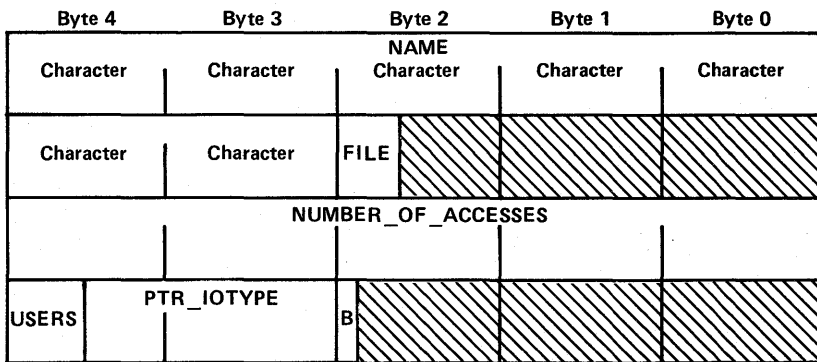 Byte 4 Byte 3 Byte 2 Byte 1 Byte 0
NAME
Character Character Character Character Character
Character Character FILE
NUMBER_OF_ACCESSES
USERS PTR_IOTYPE B